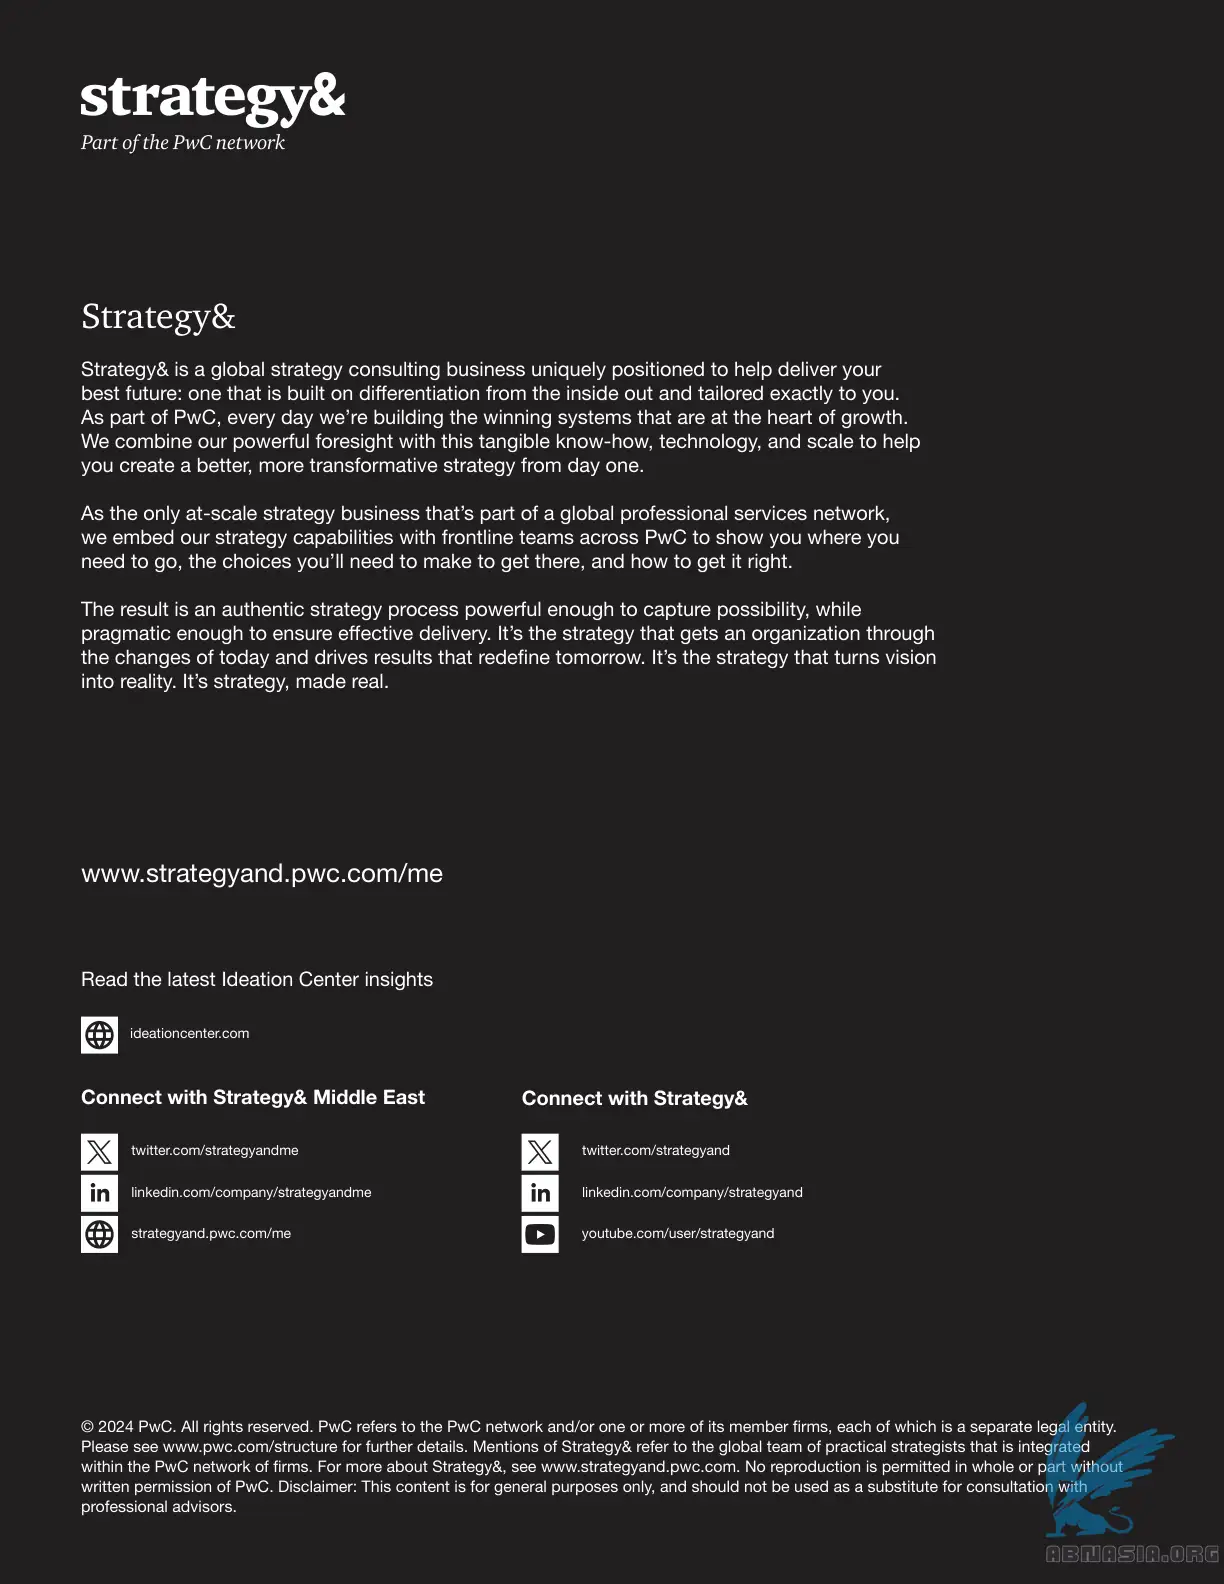 strategy&
Part of the PwC network
Strategy&
Strategy& is a global strategy consulting business uniquely positioned to help deliver your
best future: one that is built on differentiation from the inside out and tailored exactly to you.
As part of PwC, every day we’re building the winning systems that are at the heart of growth.
We combine our powerful foresight with this tangible know-how, technology, and scale to help
you create a better, more transformative strategy from day one.
As the only at-scale strategy business that’s part of a global professional services network,
we embed our strategy capabilities with frontline teams across PwC to show you where you
need to go, the choices you’ll need to make to get there, and how to get it right.
The result is an authentic strategy process powerful enough to capture possibility, while
pragmatic enough to ensure effective delivery. It’s the strategy that gets an organization through
the changes of today and drives results that redefine tomorrow. It’s the strategy that turns vision
into reality. It’s strategy, made real.
www.strategyand.pwc.com/me
Read the latest Ideation Center insights
ideationcenter.com
Connect with Strategy& Middle East
twitter.com/strategyandme
linkedin.com/company/strategyandme
strategyand.pwc.com/me
Connect with Strategy&
twitter.com/strategyand
linkedin.com/company/strategyand
youtube.com/user/strategyand
© 2024 PwC. All rights reserved. PwC refers to the PwC network and/or one or more of its member firms, each of which is a separate legal entity.
Please see www.pwc.com/structure for further details. Mentions of Strategy& refer to the global team of practical strategists that is integrated
within the PwC network of firms. For more about Strategy&, see www.strategyand.pwc.com. No reproduction is permitted in whole or part without
written permission of PwC. Disclaimer: This content is for general purposes only, and should not be used as a substitute for consultation with
professional advisors.
ABNASIA.ORG